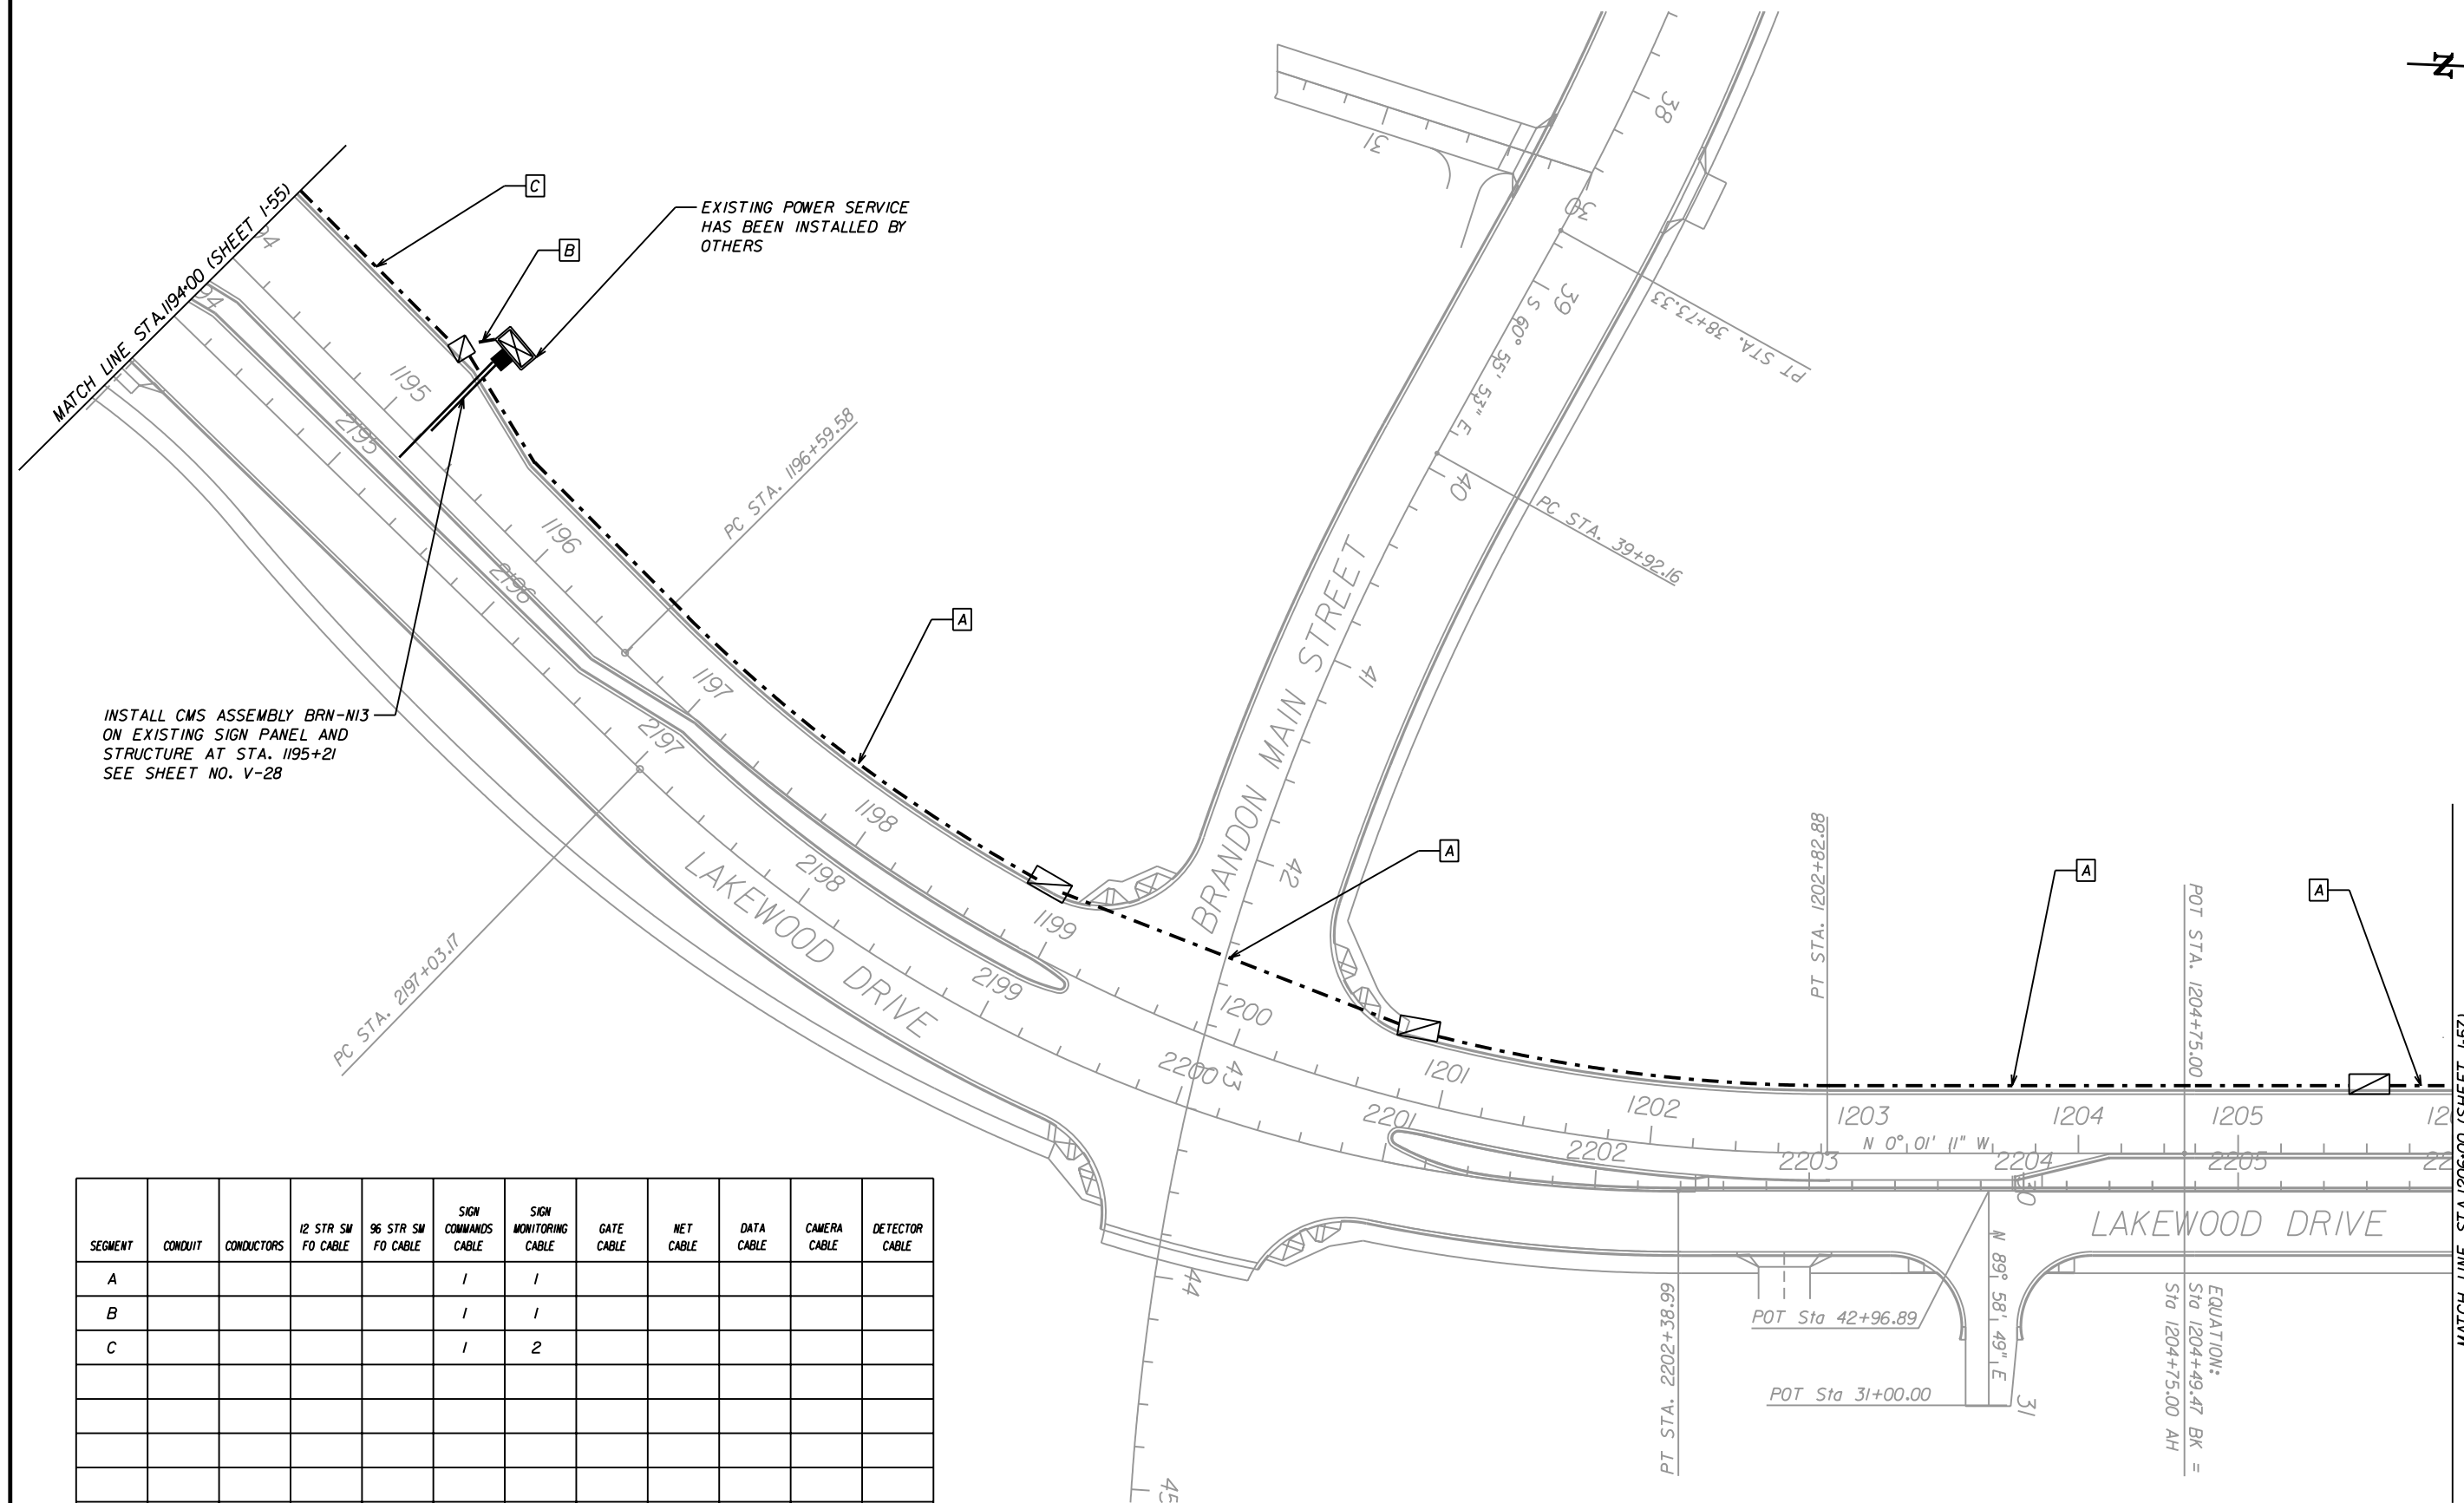 N
MATCH LINE STA.1194+00 (SHEET 1-55)
C
B
EXISTING POWER SERVICE
HAS BEEN INSTALLED BY
OTHERS
A
INSTALL CMS ASSEMBLY BRN-N13
ON EXISTING SIGN PANEL AND
STRUCTURE AT STA. 1195+21
SEE SHEET NO. V-28
94
94
1195
2195
1196
2196
PC STA. 1196+59.58
1197
2197
PC STA. 2197+03.17
1198
2198
LAKEWOOD DRIVE
1199
2199
1200
2200
43
1201
2201
1202
2202
31
30
38
39
S 60° 55' 53" E
PT STA. 38+73.33
40
PC STA. 39+92.16
41
BRANDON MAIN STREET
42
A
44
45
PT STA. 1202+82.88
A
POT STA. 1204+75.00
A
1203
1204
1205
N 0° 01' 11" W
2203
2204
2205
LAKEWOOD DRIVE
N 89° 58' 49" E
PT STA. 2202+38.99
POT Sta 42+96.89
POT Sta 31+00.00
31
EQUATION:
Sta 1204+49.47 BK =
Sta 1204+75.00 AH
SEGMENT CONDUIT CONDUCTORS 12 STR SM FO CABLE 96 STR SM FO CABLE SIGN COMMANDS CABLE SIGN MONITORING CABLE GATE CABLE NET CABLE DATA CABLE CAMERA CABLE DETECTOR CABLE
A 1 1
B 1 1
C 1 2